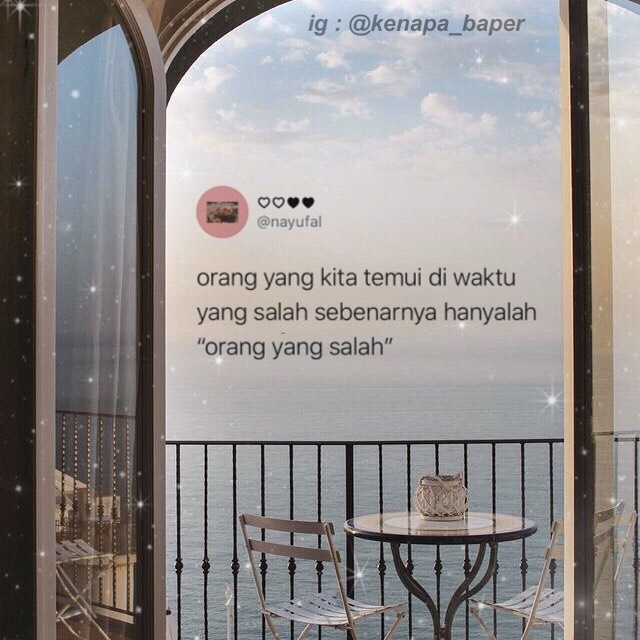 ig : @kenapa_baper
♡♡♥♥
@nayufal
orang yang kita temui di waktu
yang salah sebenarnya hanyalah
“orang yang salah”